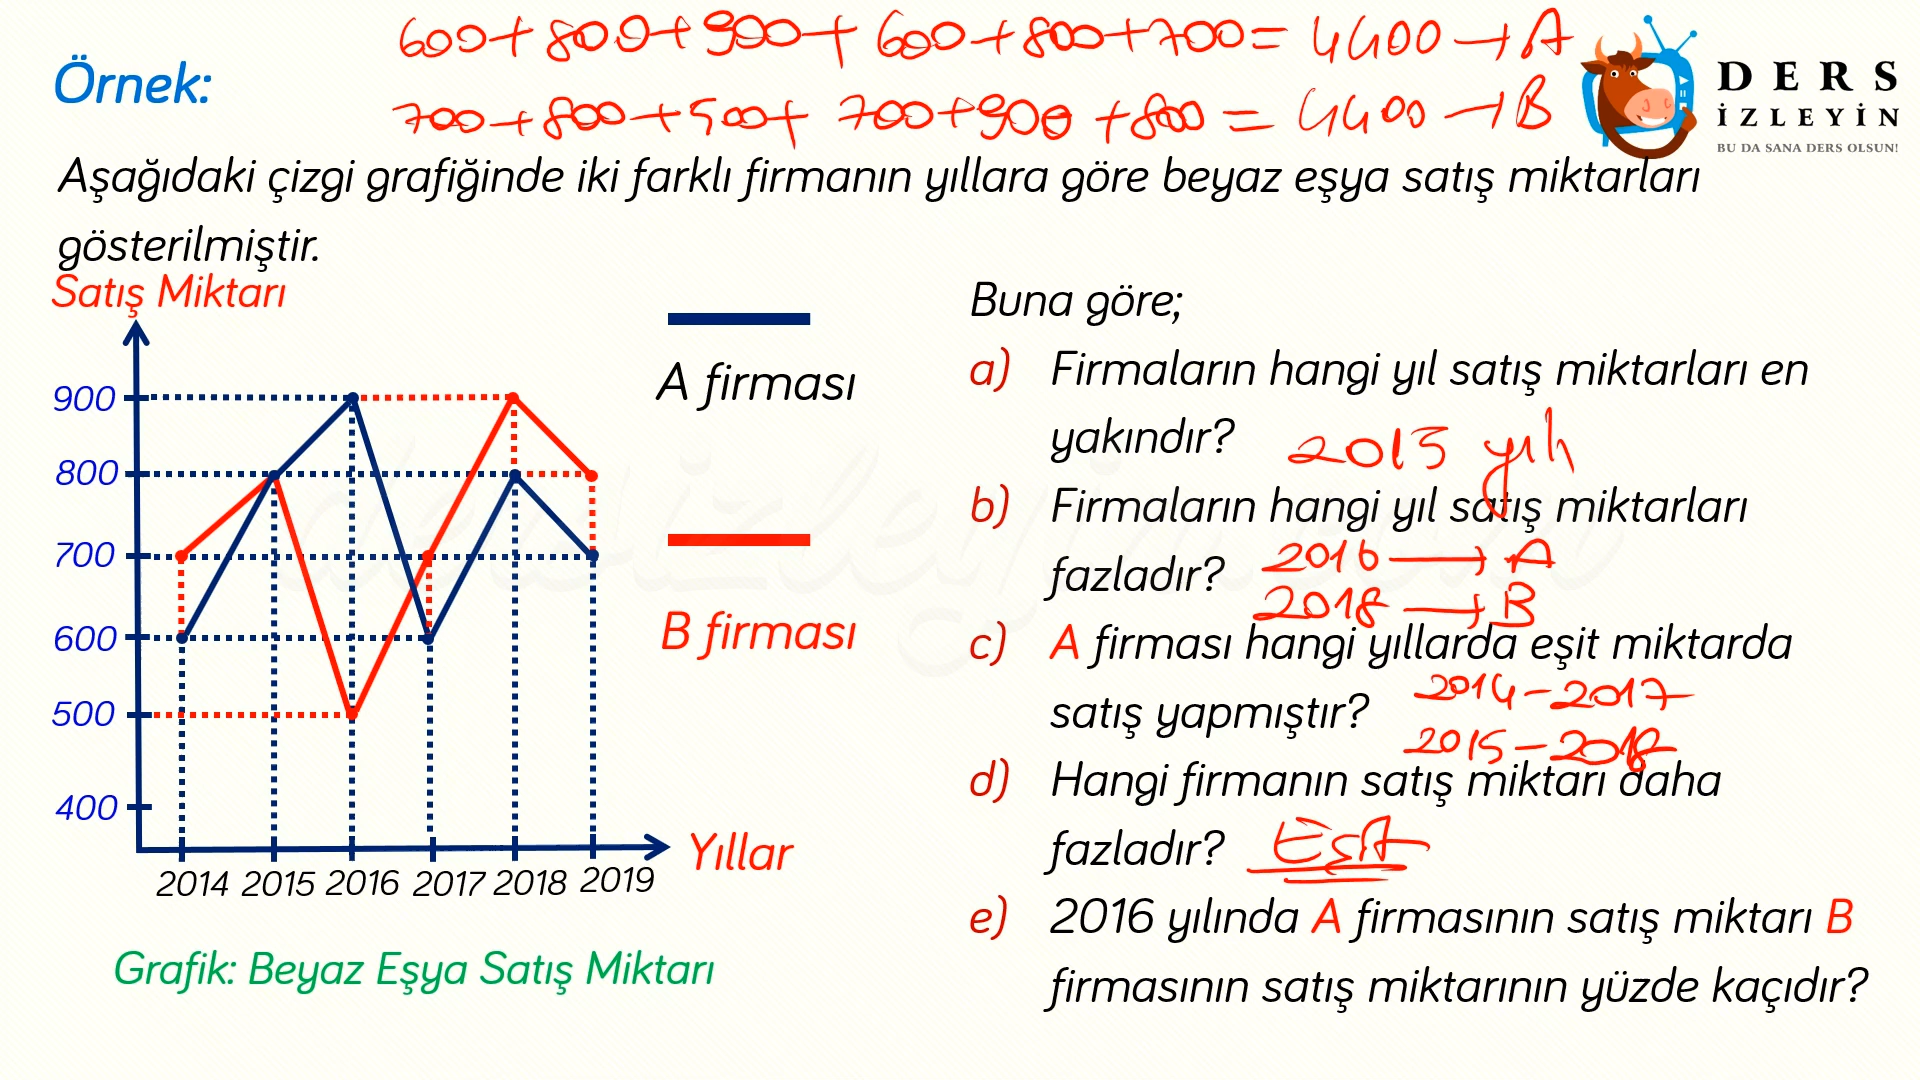 600+800+900+600+800+700=4400→A
DERS
Örnek:
700+800+500+700+900+800=4400→B
İZLEYİN
BU DA SANA DERS OLSUN!
Aşağıdaki çizgi grafiğinde iki farklı firmanın yıllara göre beyaz eşya satış miktarları
gösterilmiştir.
Satış Miktarı
900
800
700
600
500
400
2014 2015 2016 2017 2018 2019
Yıllar
A firması
B firması
Grafik: Beyaz Eşya Satış Miktarı
Buna göre;
a) Firmaların hangi yıl satış miktarları en
yakındır? 2015 yılı
b) Firmaların hangi yıl satış miktarları
fazladır? 2016→A
2018→B
c) A firması hangi yıllarda eşit miktarda
satış yapmıştır? 2014-2017
2015-2018
d) Hangi firmanın satış miktarı daha
fazladır? Eşit
e) 2016 yılında A firmasının satış miktarı B
firmasının satış miktarının yüzde kaçıdır?